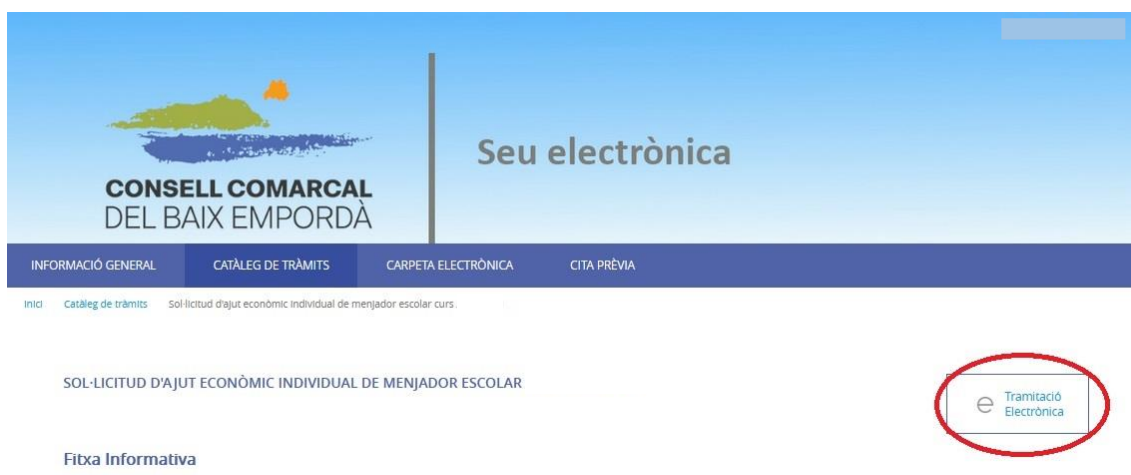 CONSELL COMARCAL
DEL BAIX EMPORDÀ
Seu electrònica
INFORMACIÓ GENERAL CATÀLEG DE TRÀMITS CARPETA ELECTRÒNICA CITA PRÈVIA
Inici Catàleg de tràmits Sol·licitud d'ajut econòmic individual de menjador escolar curs.
SOL·LICITUD D'AJUT ECONÒMIC INDIVIDUAL DE MENJADOR ESCOLAR
e Tramitació
Electrònica
Fitxa Informativa